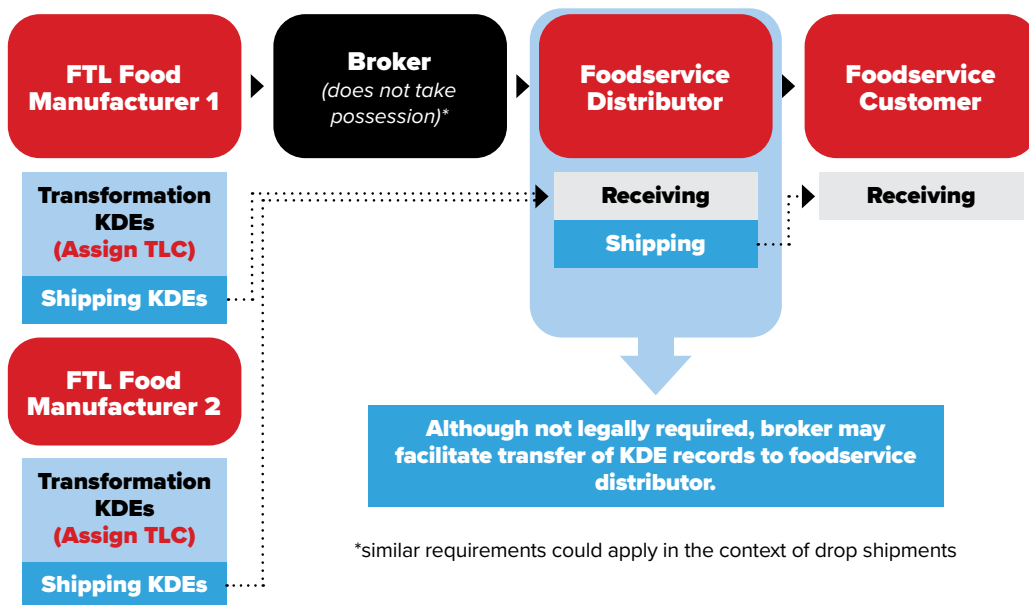 FTL Food
Manufacturer 1
Broker
(does not take
possession)*
Foodservice
Distributor
Foodservice
Customer
Transformation
KDEs
(Assign TLC)
Shipping KDEs
Receiving
Shipping
Receiving
FTL Food
Manufacturer 2
Transformation
KDEs
(Assign TLC)
Shipping KDEs
Although not legally required, broker may
facilitate transfer of KDE records to foodservice
distributor.
*similar requirements could apply in the context of drop shipments